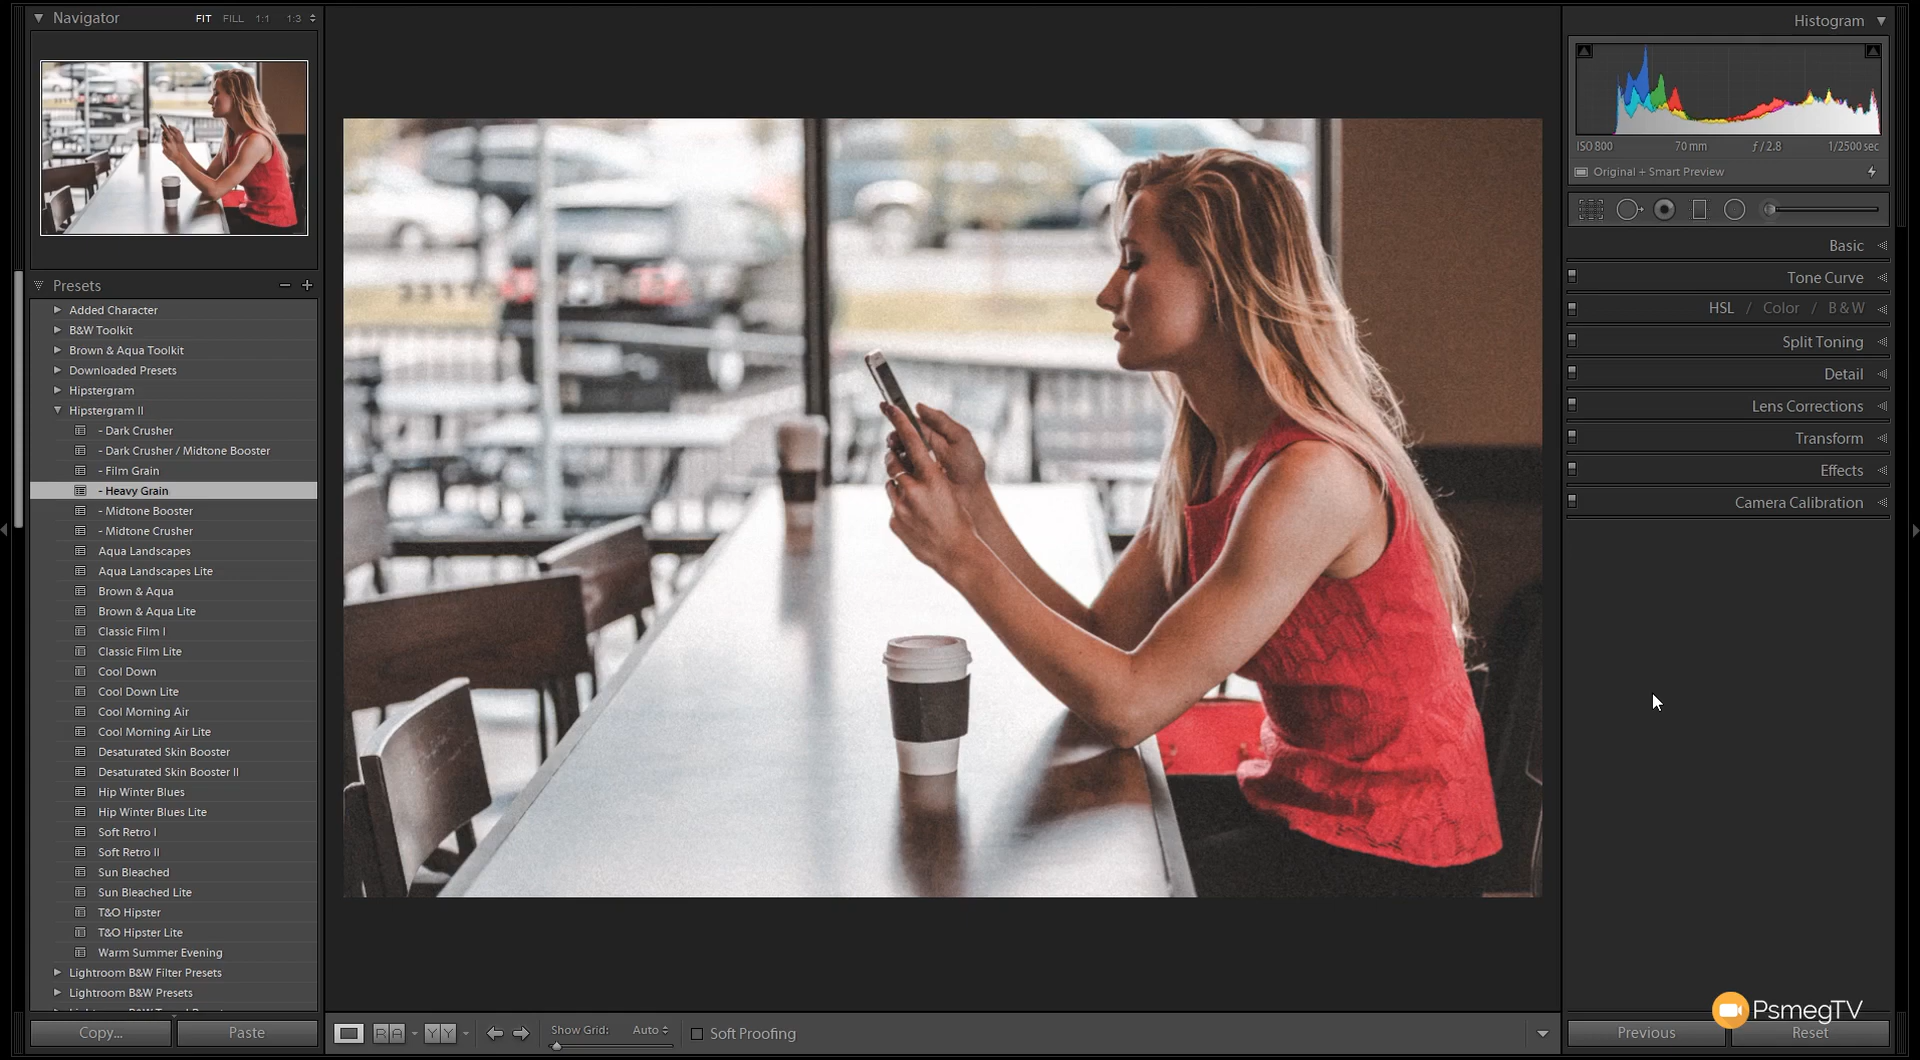 Navigator FIT FILL 1:1 1:3
Presets
Added Character
B&W Toolkit
Brown & Aqua Toolkit
Downloaded Presets
Hipstergram
Hipstergram II
- Dark Crusher
- Dark Crusher / Midtone Booster
- Film Grain
- Heavy Grain
- Midtone Booster
- Midtone Crusher
Aqua Landscapes
Aqua Landscapes Lite
Brown & Aqua
Brown & Aqua Lite
Classic Film I
Classic Film Lite
Cool Down
Cool Down Lite
Cool Morning Air
Cool Morning Air Lite
Desaturated Skin Booster
Desaturated Skin Booster II
Hip Winter Blues
Hip Winter Blues Lite
Soft Retro I
Soft Retro II
Sun Bleached
Sun Bleached Lite
T&O Hipster
T&O Hipster Lite
Warm Summer Evening
Lightroom B&W Filter Presets
Lightroom B&W Presets
Copy... Paste
R A Y Y Show Grid: Auto Soft Proofing
Histogram
ISO 800 70 mm ƒ / 2.8 1/2500 sec
Original + Smart Preview
Basic
Tone Curve
HSL / Color / B & W
Split Toning
Detail
Lens Corrections
Transform
Effects
Camera Calibration
PsmegTV
Previous Reset